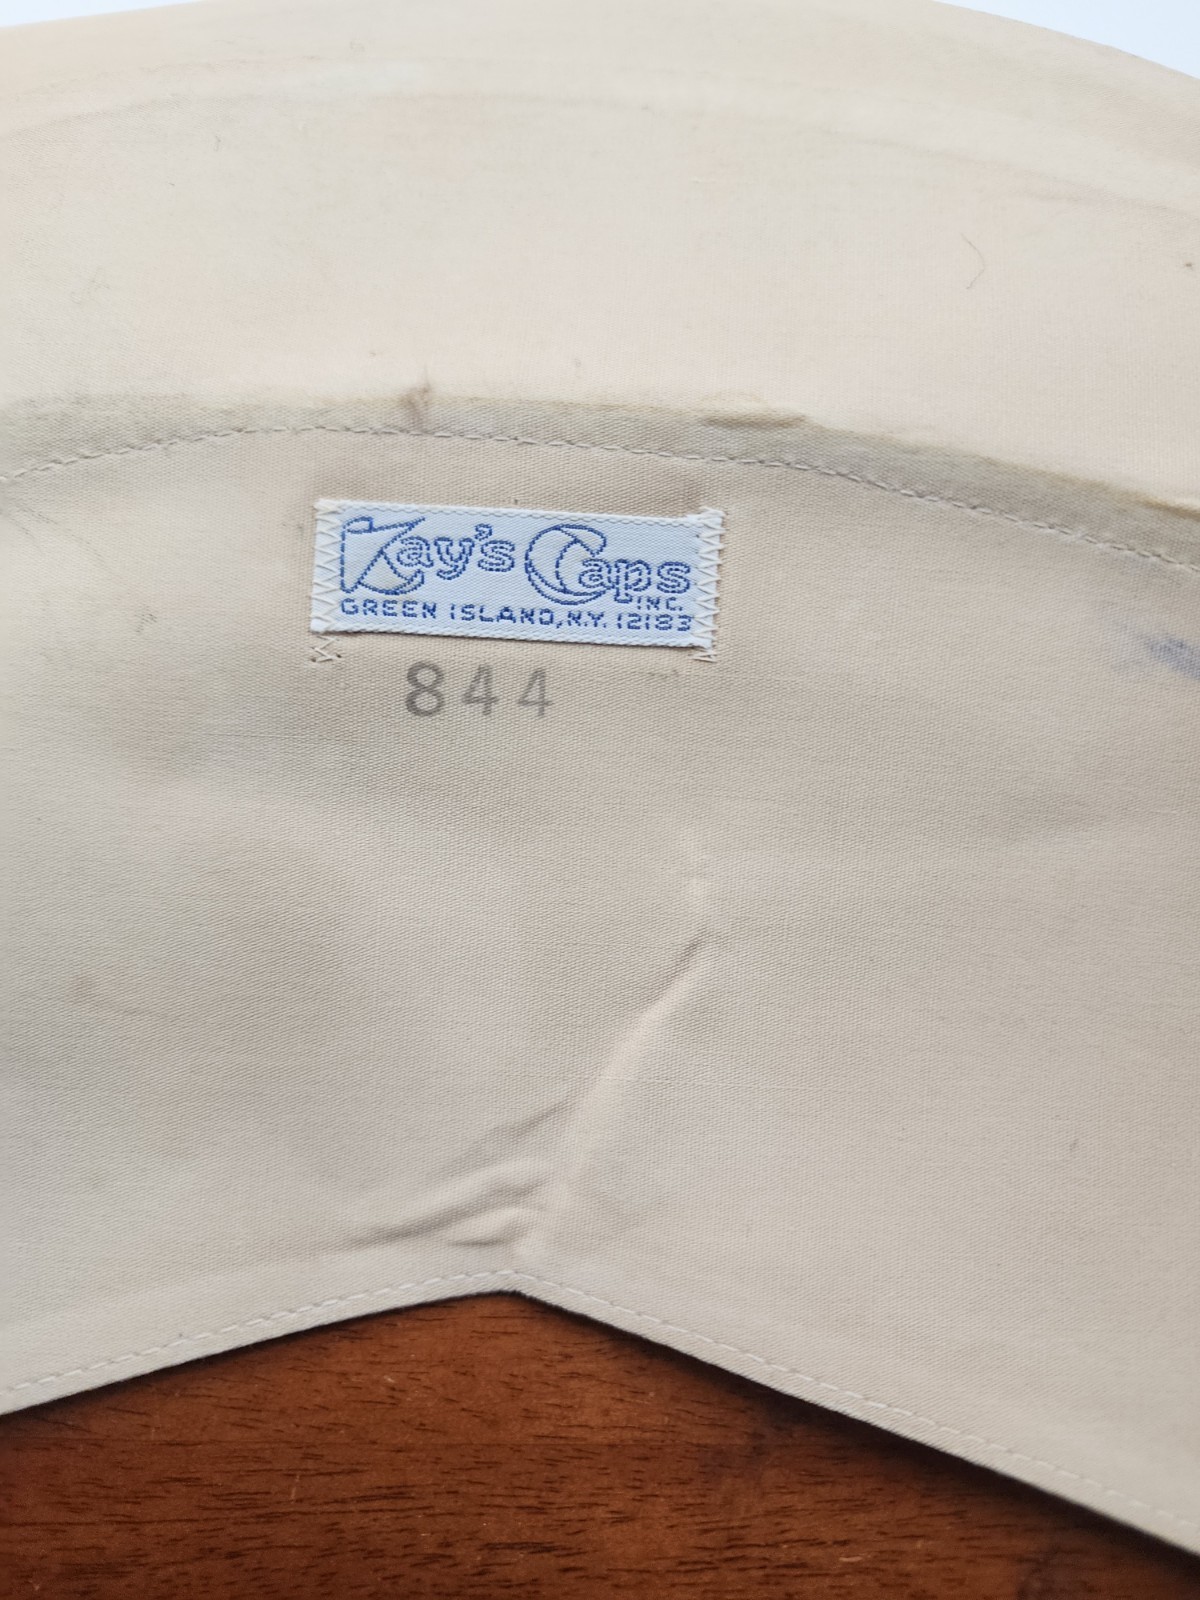 Kay's Caps
INC.
GREEN ISLAND, N.Y. 12183
844